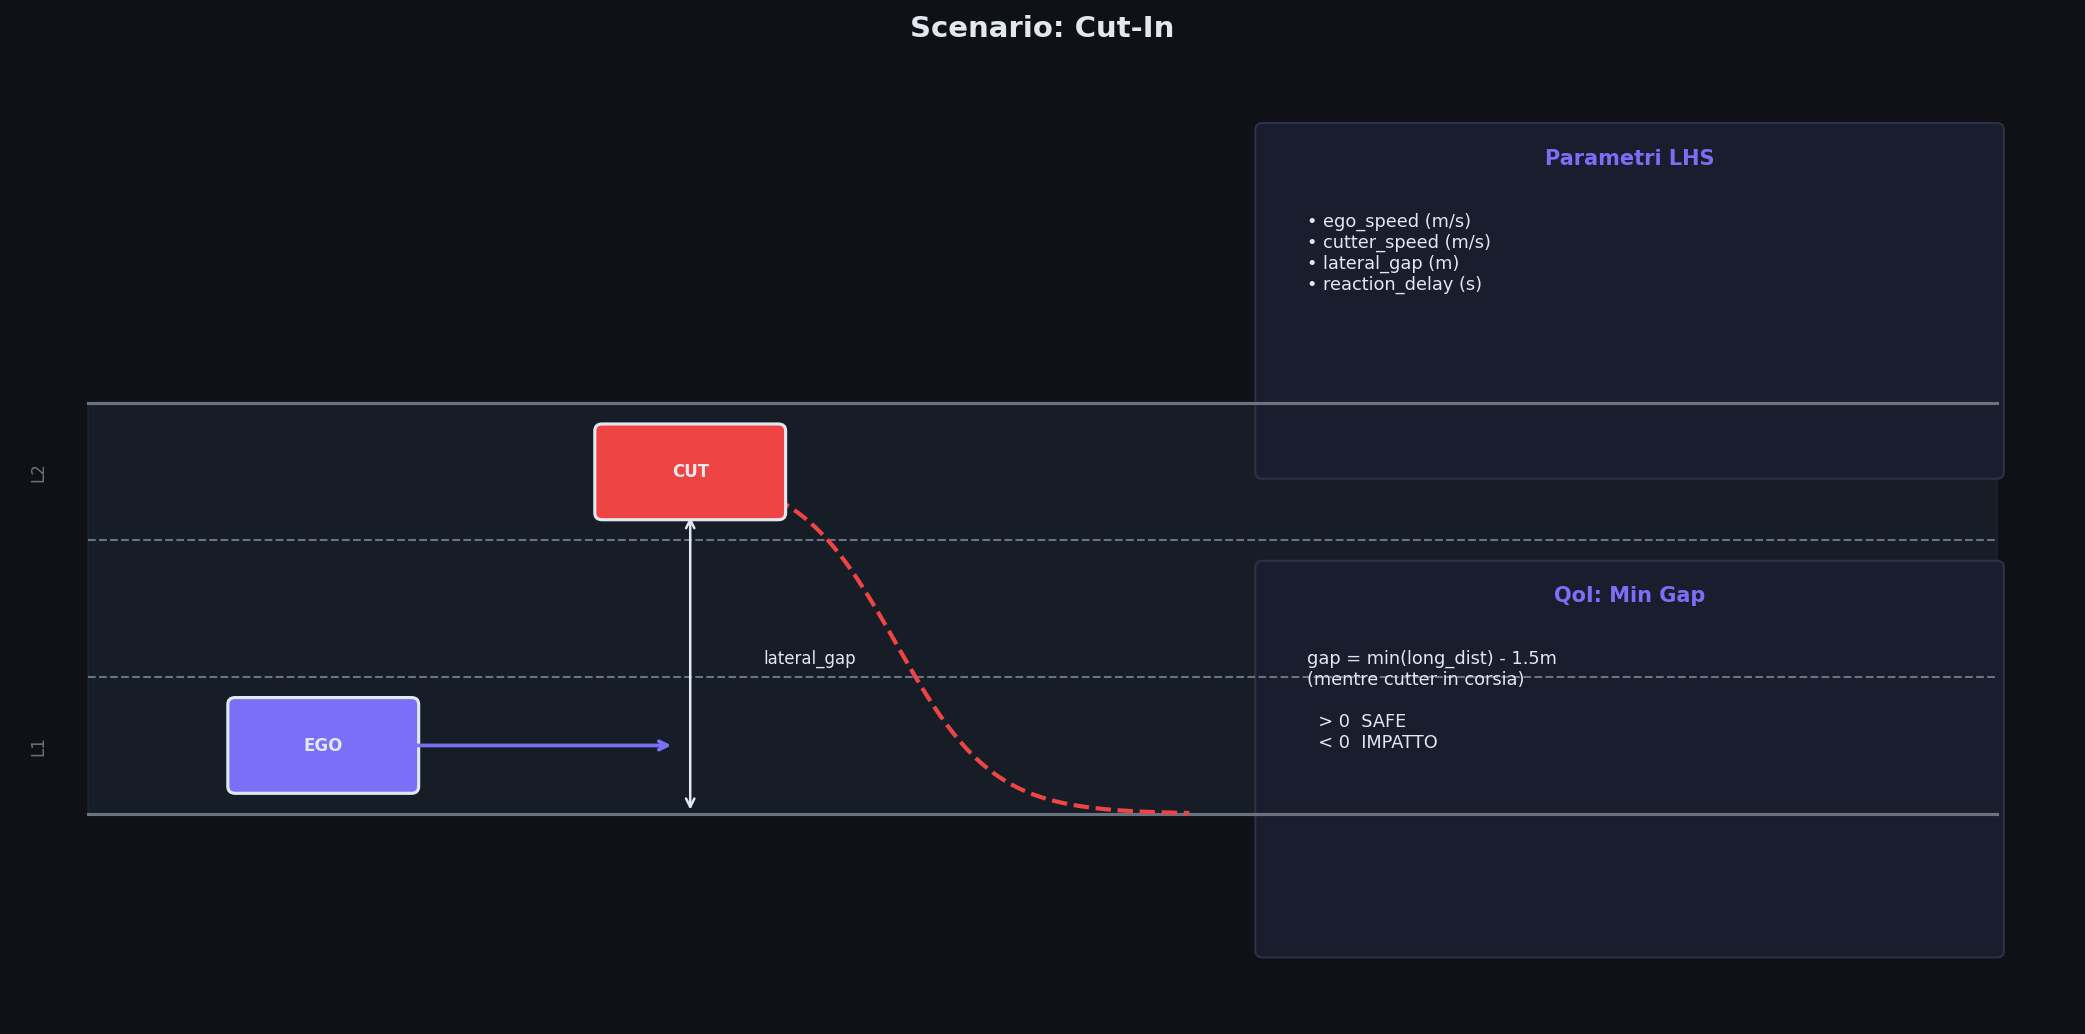 Scenario: Cut-In
Parametri LHS
• ego_speed (m/s)
• cutter_speed (m/s)
• lateral_gap (m)
• reaction_delay (s)
L2
CUT
QoI: Min Gap
lateral_gap
gap = min(long_dist) - 1.5m
(mentre cutter in corsia)
> 0  SAFE
< 0  IMPATTO
L1
EGO